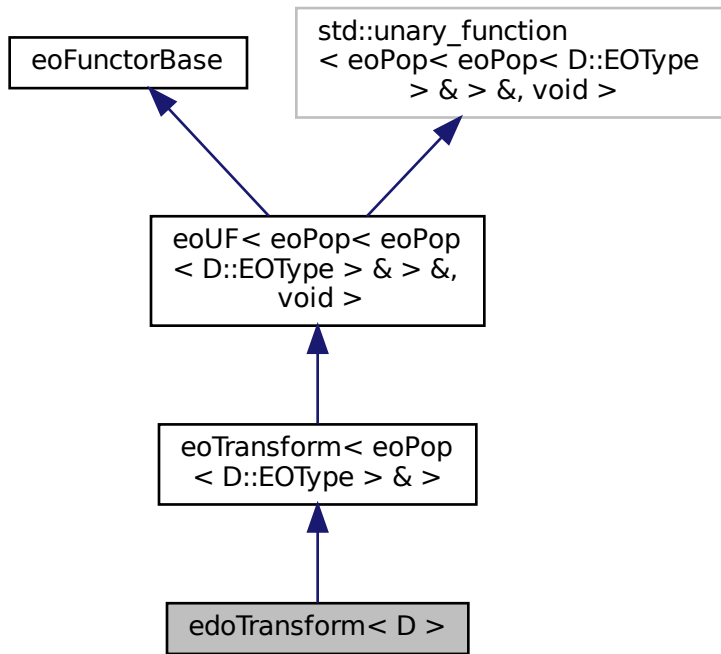 eoFunctorBase
std::unary_function
< eoPop< eoPop< D::EOType
> & > &, void >
eoUF< eoPop< eoPop
< D::EOType > & > &,
void >
eoTransform< eoPop
< D::EOType > & >
edoTransform< D >